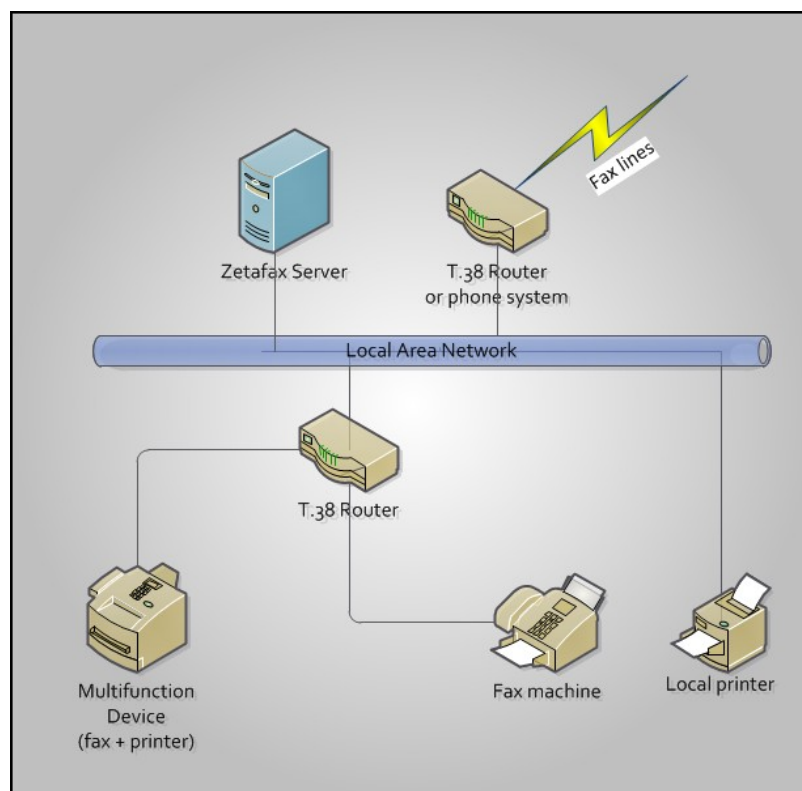 Fax lines
Zetafax Server
T.38 Router
or phone system
Local Area Network
T.38 Router
Multifunction
Device
(fax + printer)
Fax machine
Local printer